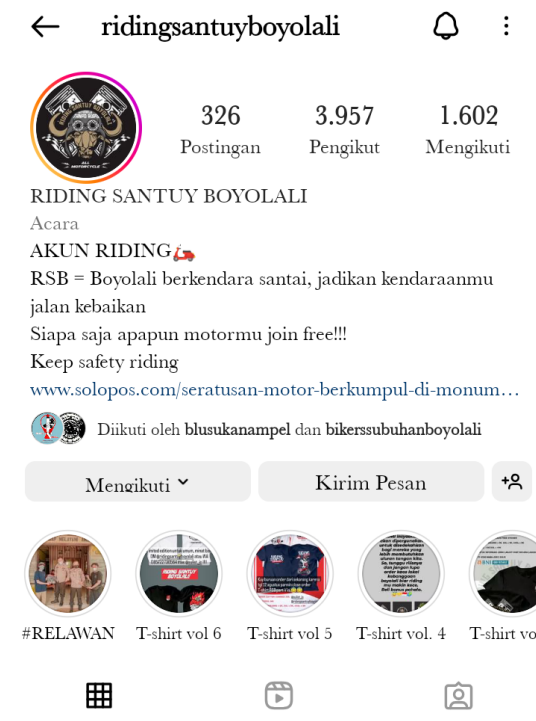 ridingsantuyboyolali
326
3.957
1.602
Postingan
Pengikut
Mengikuti
RIDING SANTUY BOYOLALI
Acara
AKUN RIDING🛵
RSB = Boyolali berkendara santai, jadikan kendaraanmu
jalan kebaikan
Siapa saja apapun motormu join free!!!
Keep safety riding
www.solopos.com/seratusan-motor-berkumpul-di-monum…
Diikuti oleh blusukanampel dan bikerssubuhanboyolali
Mengikuti
Kirim Pesan
RIDING SANTUY
BOYOLALI
#RELAWAN
T-shirt vol 6
T-shirt vol 5
T-shirt vol. 4
T-shirt vo